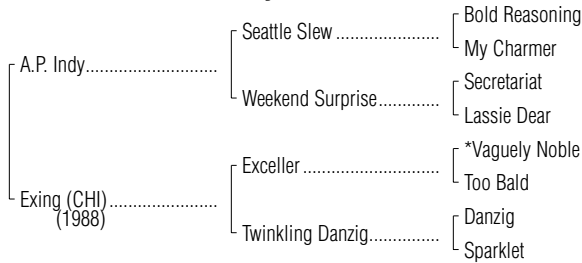 Bold Reasoning
Seattle Slew
My Charmer
A.P. Indy
Secretariat
Weekend Surprise
Lassie Dear
*Vaguely Noble
Exceller
Too Bald
Exing (CHI)
(1988)
Danzig
Twinkling Danzig
Sparklet